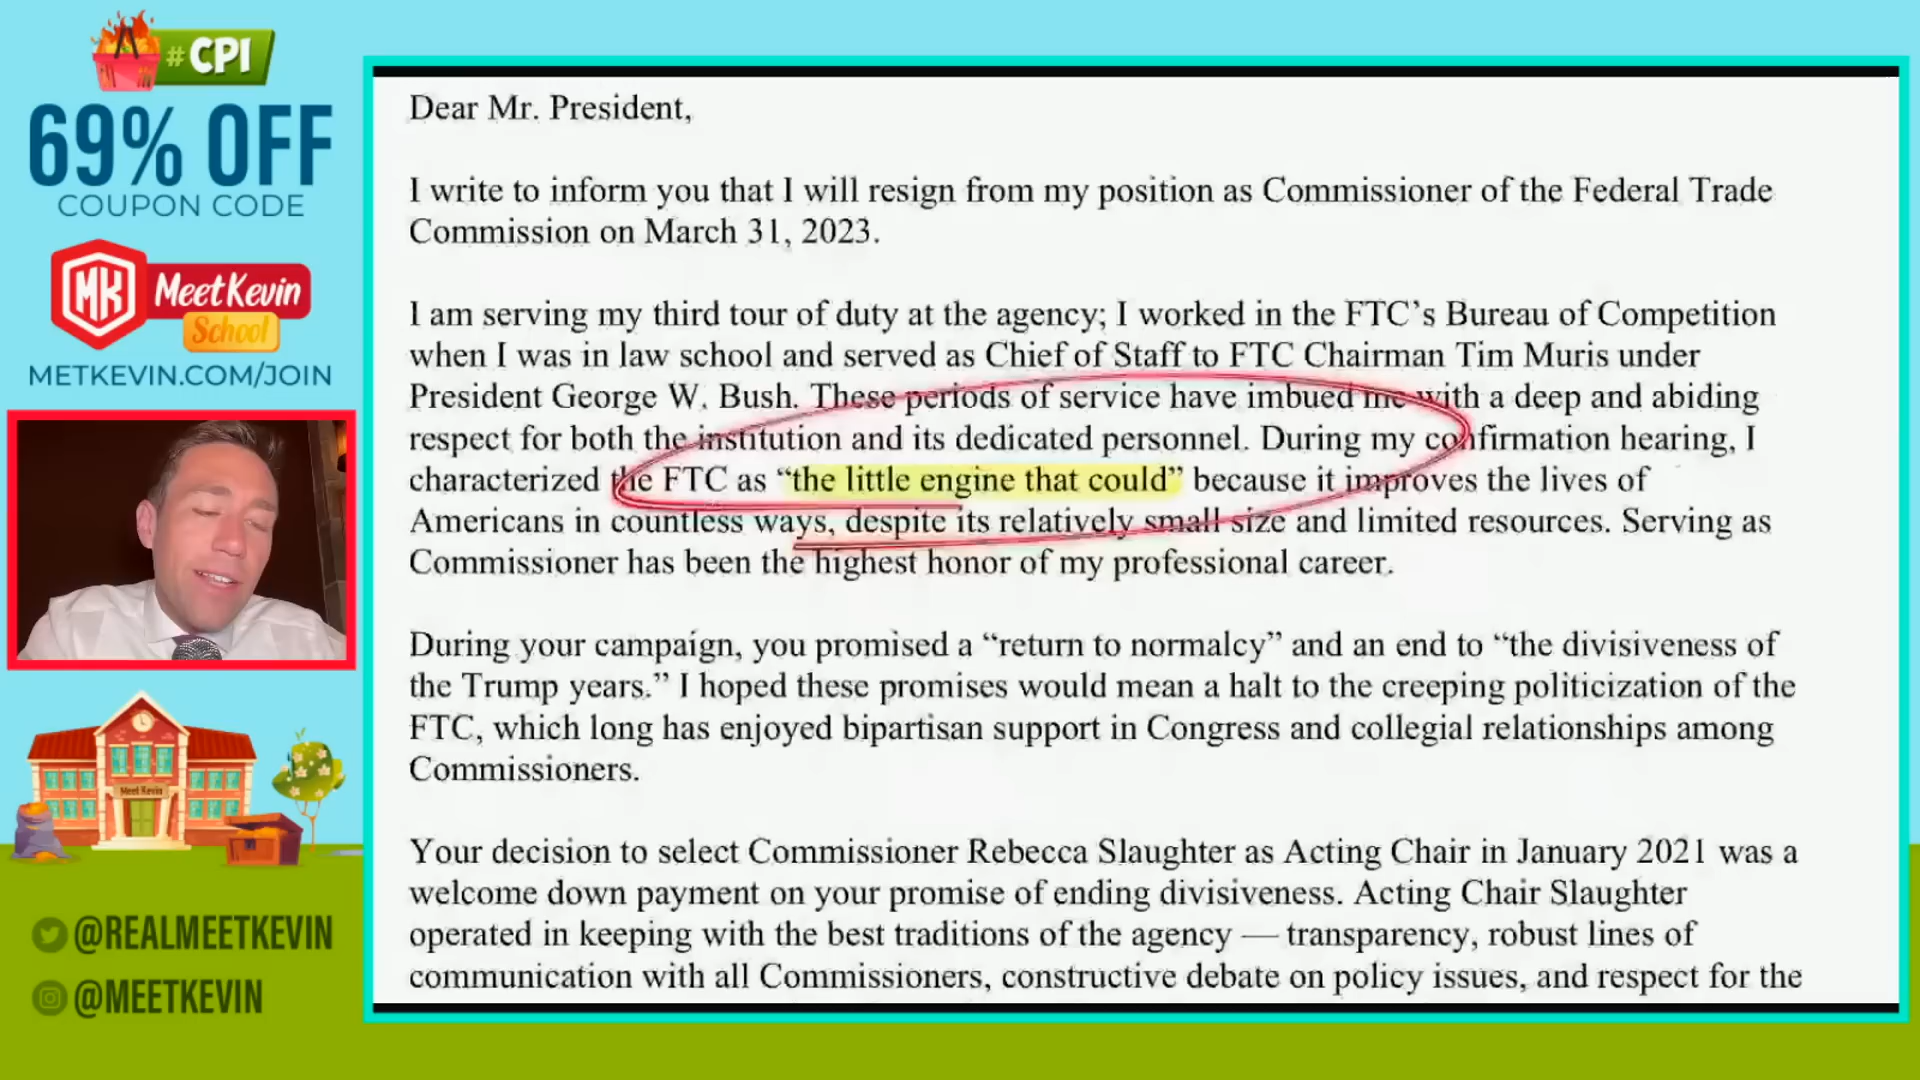 #CPI
69% OFF
COUPON CODE
MK MeetKevin
School
METKEVIN.COM/JOIN
Meet Kevin
@REALMEETKEVIN
@MEETKEVIN
Dear Mr. President,
I write to inform you that I will resign from my position as Commissioner of the Federal Trade
Commission on March 31, 2023.
I am serving my third tour of duty at the agency; I worked in the FTC's Bureau of Competition
when I was in law school and served as Chief of Staff to FTC Chairman Tim Muris under
President George W. Bush. These periods of service have imbued me with a deep and abiding
respect for both the institution and its dedicated personnel. During my confirmation hearing, I
characterized the FTC as “the little engine that could” because it improves the lives of
Americans in countless ways, despite its relatively small size and limited resources. Serving as
Commissioner has been the highest honor of my professional career.
During your campaign, you promised a “return to normalcy” and an end to “the divisiveness of
the Trump years.” I hoped these promises would mean a halt to the creeping politicization of the
FTC, which long has enjoyed bipartisan support in Congress and collegial relationships among
Commissioners.
Your decision to select Commissioner Rebecca Slaughter as Acting Chair in January 2021 was a
welcome down payment on your promise of ending divisiveness. Acting Chair Slaughter
operated in keeping with the best traditions of the agency — transparency, robust lines of
communication with all Commissioners, constructive debate on policy issues, and respect for the